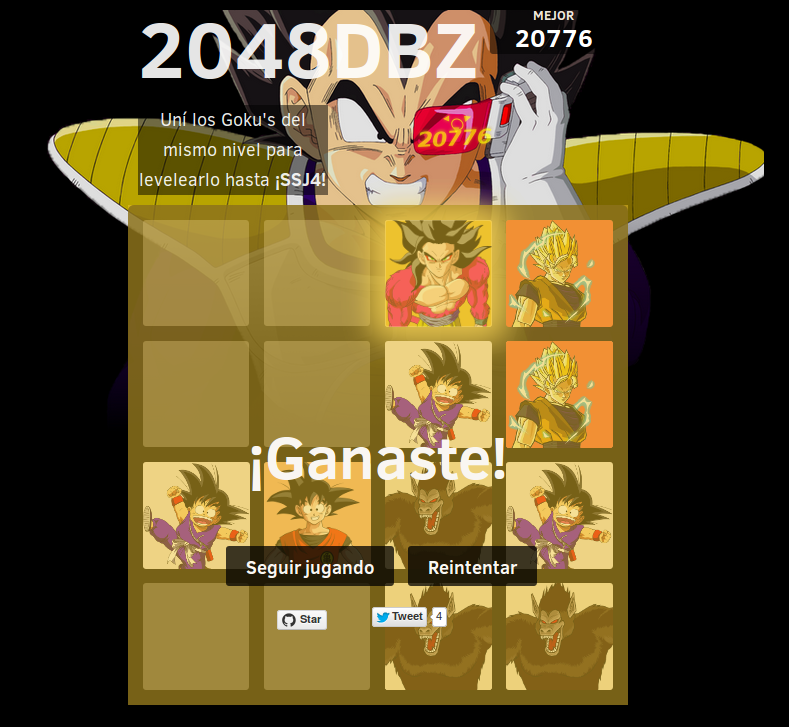 2048DBZ
MEJOR
20776
Uní los Goku's del
mismo nivel para
levelearlo hasta ¡SSJ4!
20776
¡Ganaste!
Seguir jugando
Reintentar
Star
Tweet
4